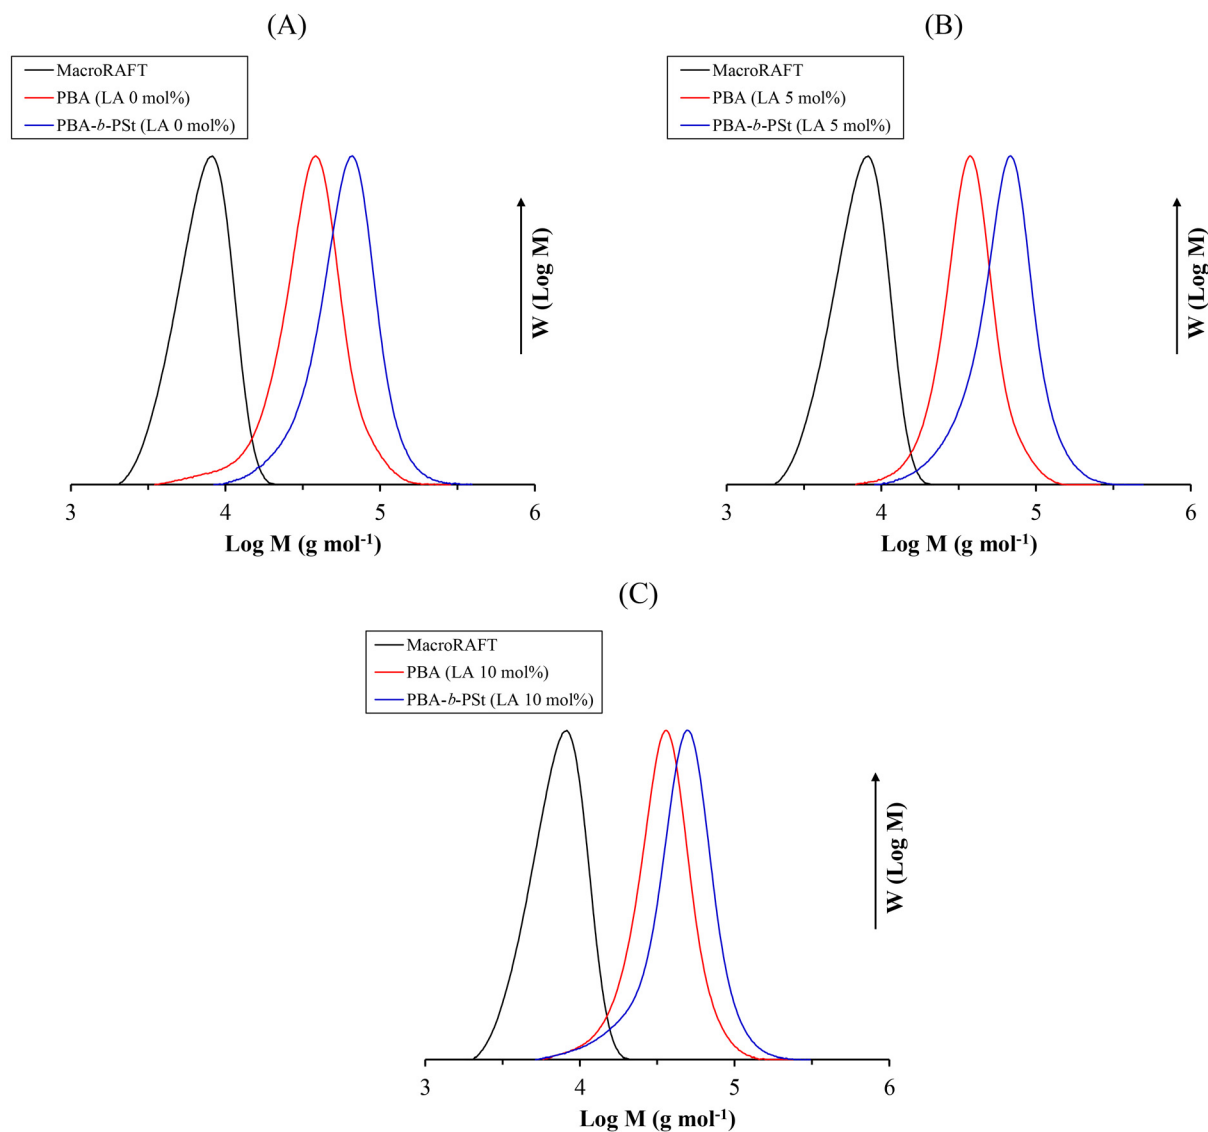 (A)
MacroRAFT
PBA (LA 0 mol%)
PBA-b-PSt (LA 0 mol%)
W (Log M)
3 4 5 6
Log M (g mol-1)
(B)
MacroRAFT
PBA (LA 5 mol%)
PBA-b-PSt (LA 5 mol%)
W (Log M)
3 4 5 6
Log M (g mol-1)
(C)
MacroRAFT
PBA (LA 10 mol%)
PBA-b-PSt (LA 10 mol%)
W (Log M)
3 4 5 6
Log M (g mol-1)